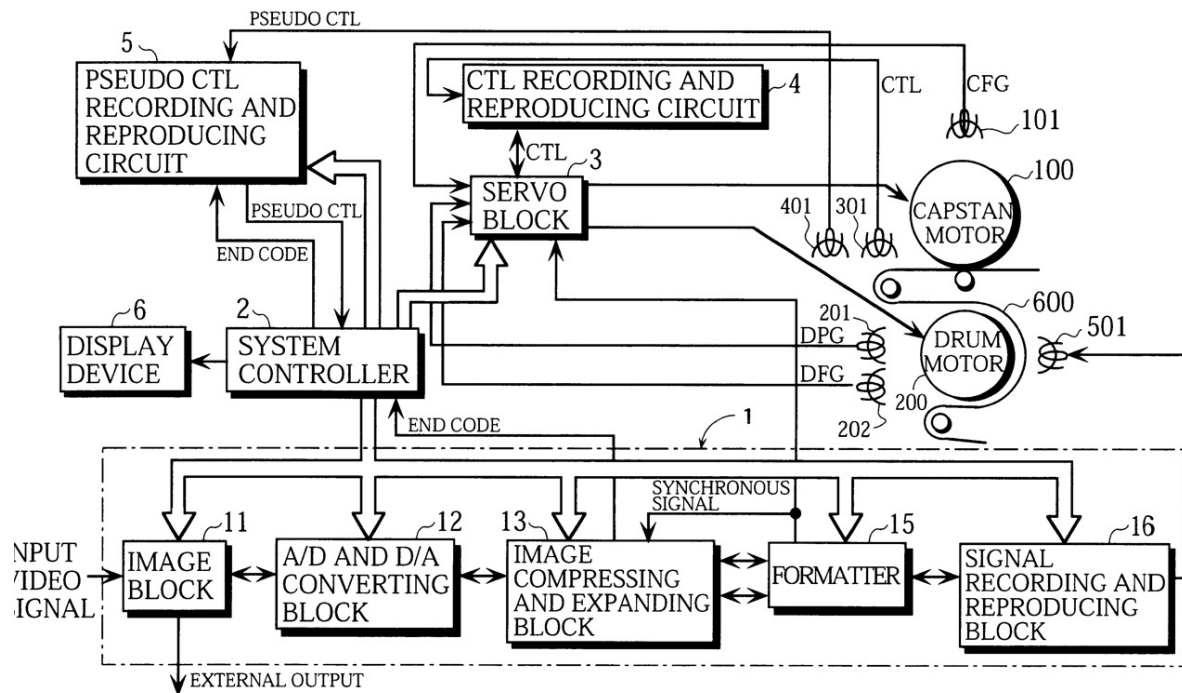 PSEUDO CTL
5
PSEUDO CTL
RECORDING AND
REPRODUCING
CIRCUIT
CTL RECORDING AND
REPRODUCING CIRCUIT
4
CTL
CFG
101
CTL
3
SERVO
BLOCK
100
CAPSTAN
MOTOR
401
301
PSEUDO CTL
END CODE
6
DISPLAY
DEVICE
2
SYSTEM
CONTROLLER
201
DPG
DFG
202
600
DRUM
MOTOR
200
501
END CODE
1
SYNCHRONOUS
SIGNAL
NPUT
VIDEO
SIGNAL
11
IMAGE
BLOCK
12
A/D AND D/A
CONVERTING
BLOCK
13
IMAGE
COMPRESSING
AND EXPANDING
BLOCK
15
FORMATTER
16
SIGNAL
RECORDING AND
REPRODUCING
BLOCK
EXTERNAL OUTPUT